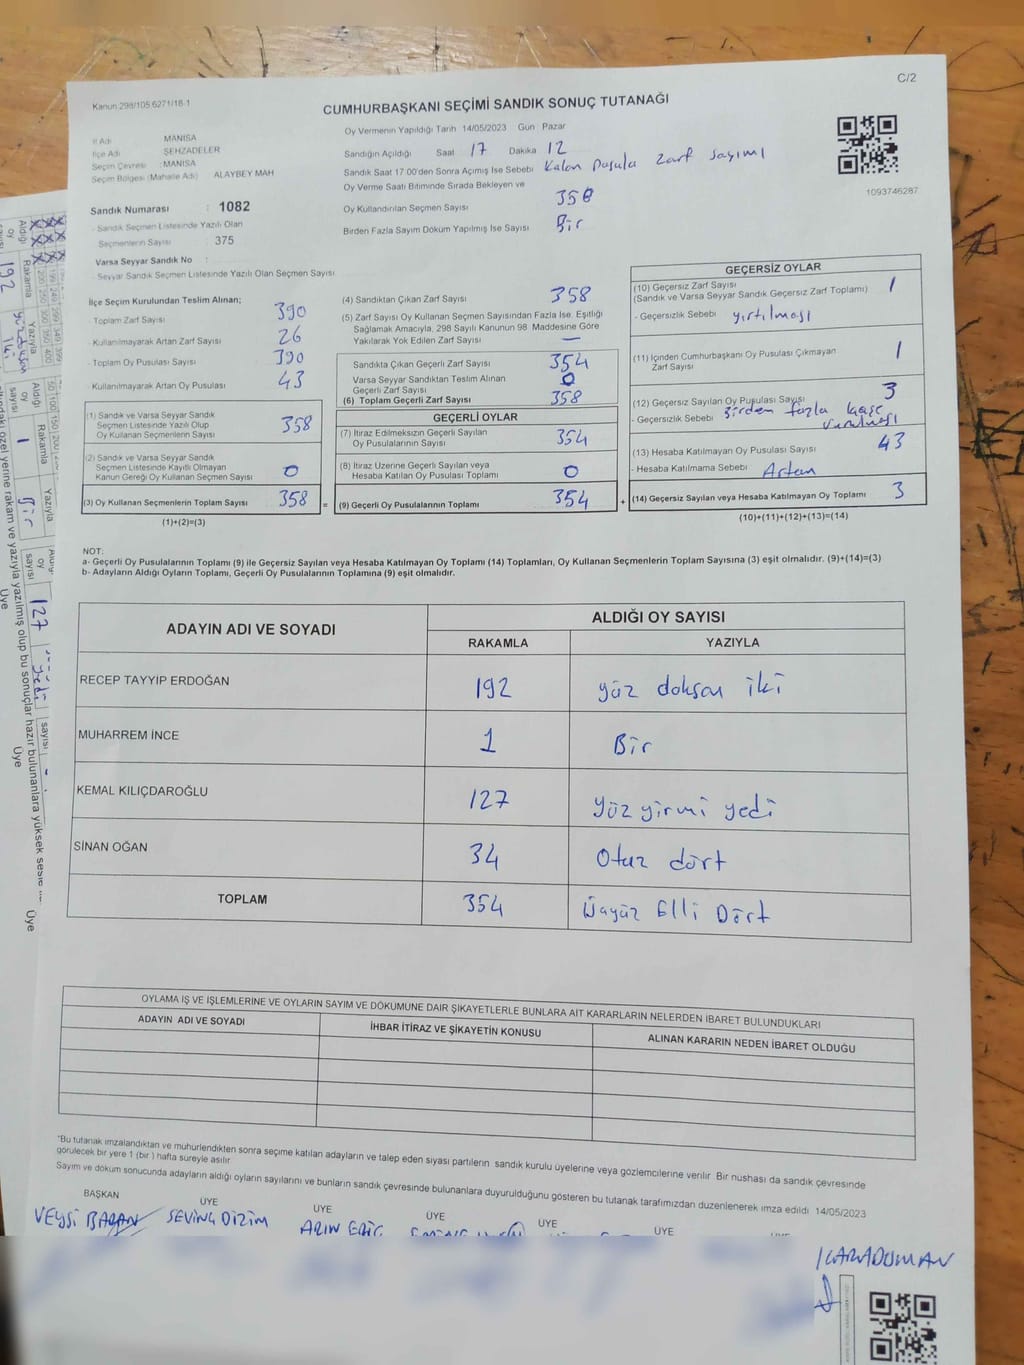 C/2
Kanun 298/105 6271/18-1
CUMHURBAŞKANI SEÇİMİ SANDIK SONUÇ TUTANAĞI
İl Adı MANISA
İlçe Adı ŞEHZADELER
Seçim Çevresi : MANISA
Seçim Bölgesi (Mahalle Adı) ALAYBEY MAH
Sandık Numarası : 1082
- Sandık Seçmen Listesinde Yazılı Olan
Seçmenlerin Sayısı : 375
Varsa Seyyar Sandık No :
- Seyyar Sandık Seçmen Listesinde Yazılı Olan Seçmen Sayısı
Oy Vermenin Yapıldığı Tarih 14/05/2023 Gün : Pazar
Sandığın Açıldığı Saat 17 Dakika 12
Sandık Saat 17:00'den Sonra Açımış İse Sebebi Kalan Pusula Zarf sayımı
Oy Verme Saati Bitiminde Sırada Bekleyen ve
Oy Kullandırılan Seçmen Sayısı 358
Birden Fazla Sayım Döküm Yapılmış İse Sayısı Bir
1093746287
İlçe Seçim Kurulundan Teslim Alınan;
- Toplam Zarf Sayısı 390
- Kullanılmayarak Artan Zarf Sayısı 26
- Toplam Oy Pusulası Sayısı 390
- Kullanılmayarak Artan Oy Pusulası 43
(1) Sandık ve Varsa Seyyar Sandık
Seçmen Listesinde Yazılı Olup
Oy Kullanan Seçmenlerin Sayısı 358
(2) Sandık ve Varsa Seyyar Sandık
Seçmen Listesinde Kayıtlı Olmayan
Kanun Gereği Oy Kullanan Seçmen Sayısı 0
(3) Oy Kullanan Seçmenlerin Toplam Sayısı 358 =
(1)+(2)=(3)
(4) Sandıktan Çıkan Zarf Sayısı 358
(5) Zarf Sayısı Oy Kullanan Seçmen Sayısından Fazla İse, Eşitliği
Sağlamak Amacıyla, 298 Sayılı Kanunun 98. Maddesine Göre
Yakılarak Yok Edilen Zarf Sayısı —
Sandıkta Çıkan Geçerli Zarf Sayısı 354
Varsa Seyyar Sandıktan Teslim Alınan
Geçerli Zarf Sayısı 0
(6) Toplam Geçerli Zarf Sayısı 358
GEÇERLİ OYLAR
(7) İtiraz Edilmeksizin Geçerli Sayılan
Oy Pusulalarının Sayısı 354
(8) İtiraz Üzerine Geçerli Sayılan veya
Hesaba Katılan Oy Pusulası Toplamı 0
(9) Geçerli Oy Pusulalarının Toplamı 354 +
GEÇERSİZ OYLAR
(10) Geçersiz Zarf Sayısı
(Sandık ve Varsa Seyyar Sandık Geçersiz Zarf Toplamı) 1
- Geçersizlik Sebebi yırtılması
(11) İçinden Cumhurbaşkanı Oy Pusulası Çıkmayan
Zarf Sayısı 1
(12) Geçersiz Sayılan Oy Pusulası Sayısı 3
- Geçersizlik Sebebi Birden fazla kaşe vurulması
(13) Hesaba Katılmayan Oy Pusulası Sayısı 43
- Hesaba Katılmama Sebebi Artan
(14) Geçersiz Sayılan veya Hesaba Katılmayan Oy Toplamı 3
(10)+(11)+(12)+(13)=(14)
NOT:
a- Geçerli Oy Pusulalarının Toplamı (9) ile Geçersiz Sayılan veya Hesaba Katılmayan Oy Toplamı (14) Toplamları, Oy Kullanan Seçmenlerin Toplam Sayısına (3) eşit olmalıdır. (9)+(14)=(3)
b- Adayların Aldığı Oyların Toplamı, Geçerli Oy Pusulalarının Toplamına (9) eşit olmalıdır.
ADAYIN ADI VE SOYADI
ALDIĞI OY SAYISI
RAKAMLA YAZIYLA
RECEP TAYYIP ERDOĞAN 192 yüz doksan iki
MUHARREM İNCE 1 Bir
KEMAL KILIÇDAROĞLU 127 yüz yirmi yedi
SİNAN OĞAN 34 Otuz dört
TOPLAM 354 Üçyüz Elli Dört
OYLAMA İŞ VE İŞLEMLERİNE VE OYLARIN SAYIM VE DÖKÜMÜNE DAİR ŞİKAYETLERLE BUNLARA AİT KARARLARIN NELERDEN İBARET BULUNDUKLARI
ADAYIN ADI VE SOYADI İHBAR İTİRAZ VE ŞİKAYETİN KONUSU ALINAN KARARIN NEDEN İBARET OLDUĞU
*Bu tutanak imzalandıktan ve mühürlendikten sonra seçime katılan adayların ve talep eden siyasi partilerin sandık kurulu üyelerine veya gözlemcilerine verilir. Bir nüshası da sandık çevresinde
görülecek bir yere 1 (bir) hafta süreyle asılır
Sayım ve döküm sonucunda adayların aldığı oyların sayılarını ve bunların sandık çevresinde bulunanlara duyurulduğunu gösteren bu tutanak tarafımızdan düzenlenerek imza edildi 14/05/2023
BAŞKAN ÜYE ÜYE ÜYE ÜYE ÜYE
VEYSİ SEVİNÇ DİZİM
KARADUMAN